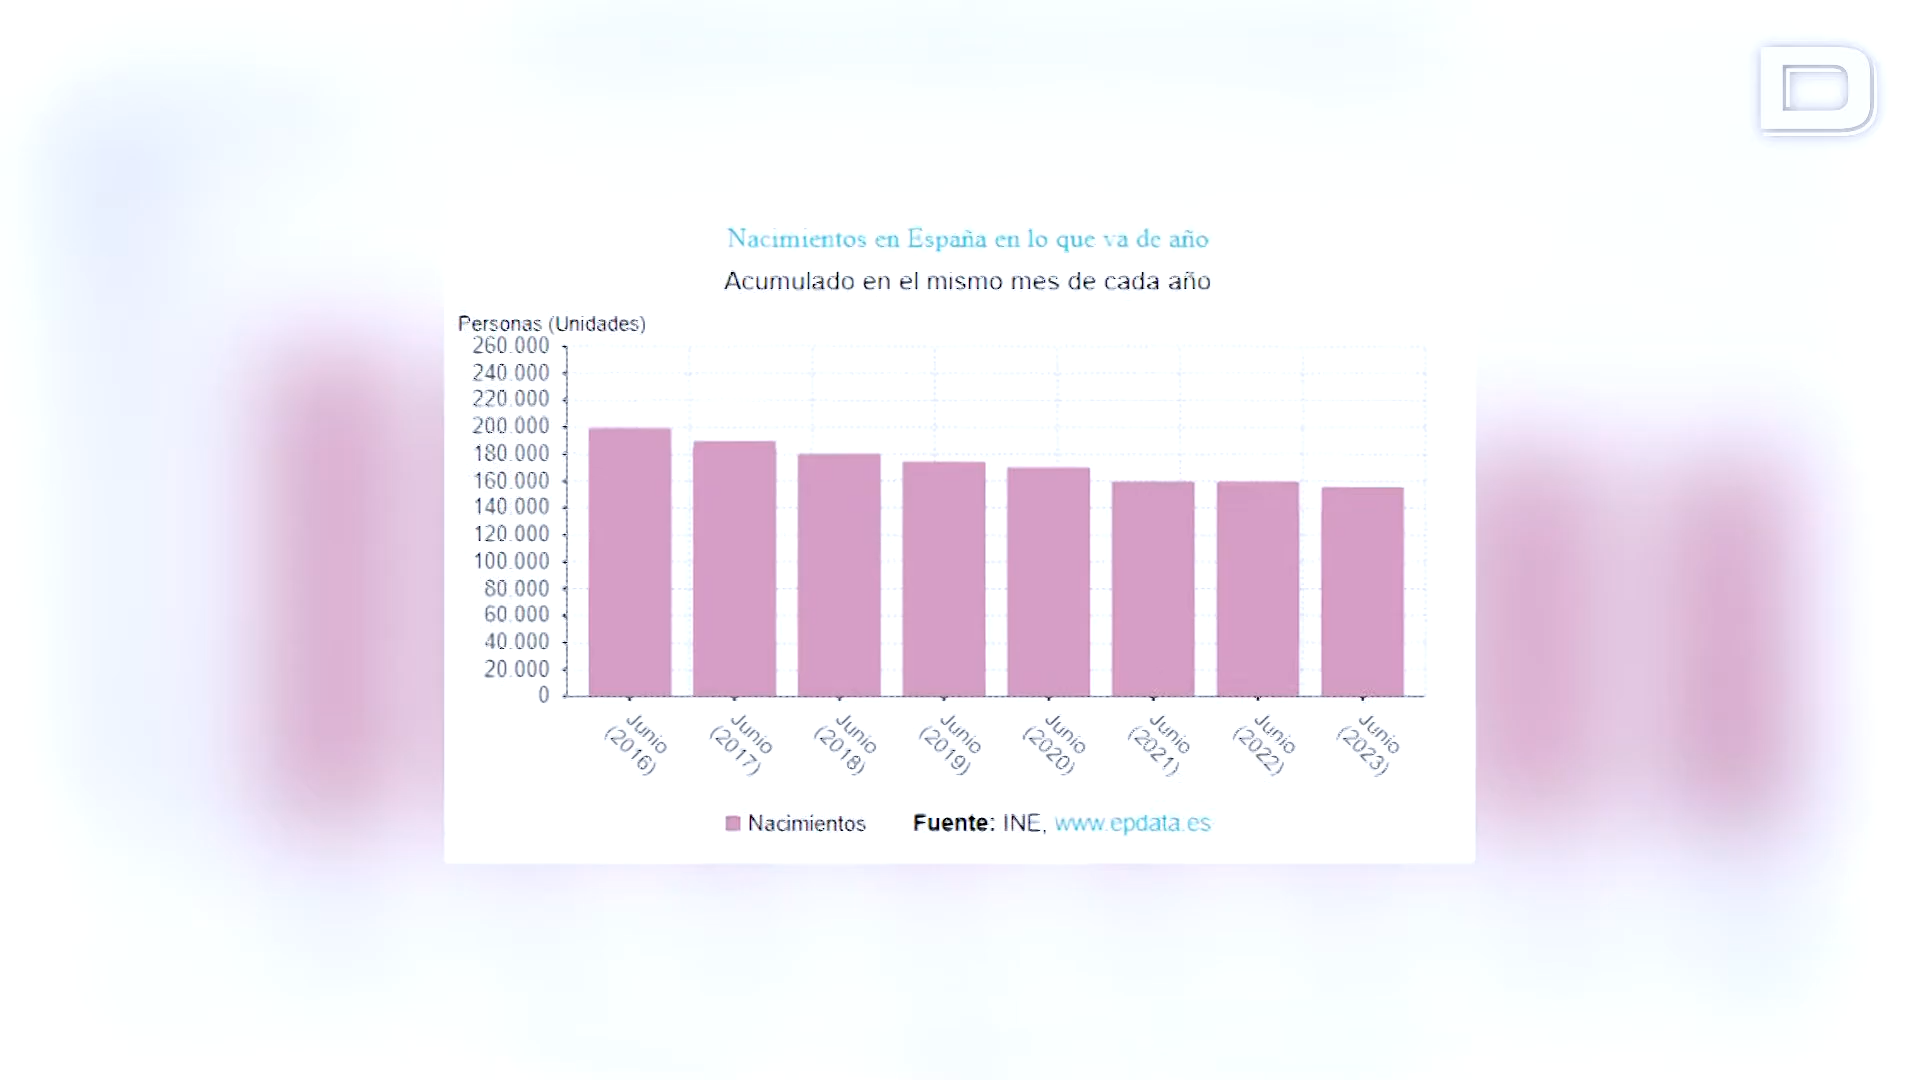 D
Nacimientos en España en lo que va de año
Acumulado en el mismo mes de cada año
Personas (Unidades)
260.000
240.000
220.000
200.000
180.000
160.000
140.000
120.000
100.000
80.000
60.000
40.000
20.000
0
Junio
(2016)
Junio
(2017)
Junio
(2018)
Junio
(2019)
Junio
(2020)
Junio
(2021)
Junio
(2022)
Junio
(2023)
Nacimientos
Fuente: INE, www.epdata.es